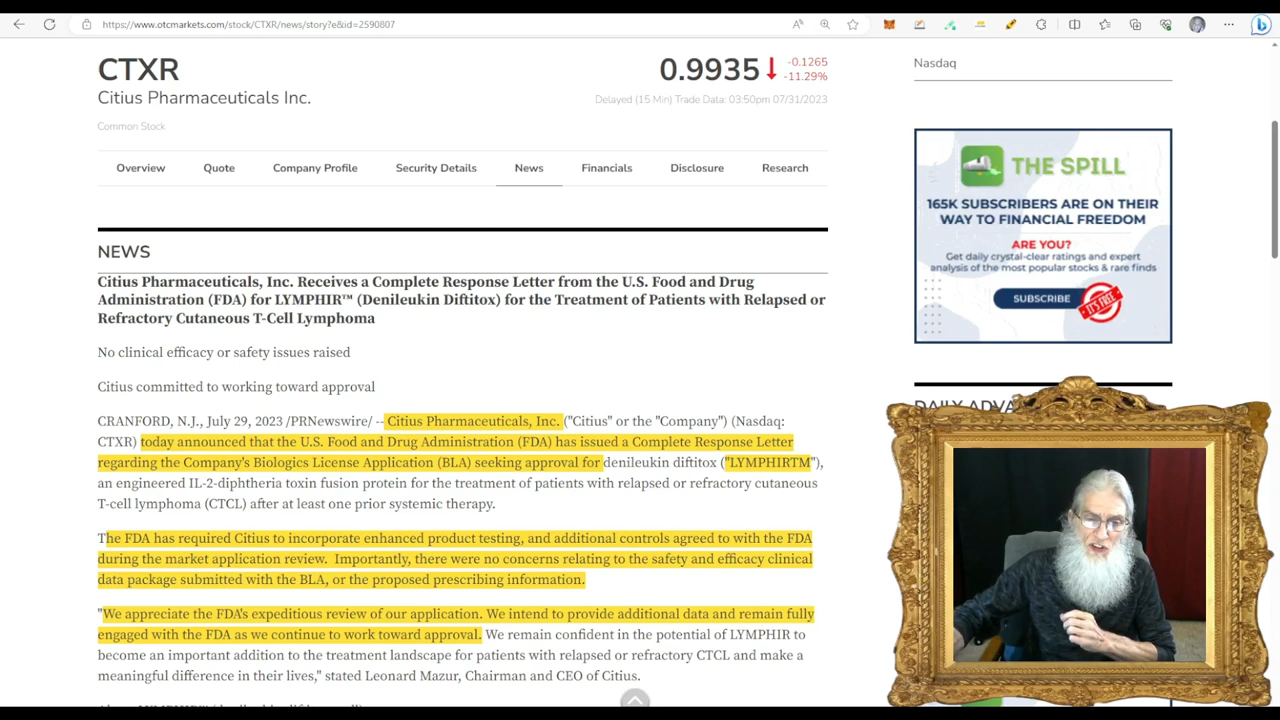 https://www.otcmarkets.com/stock/CTXR/news/story?e&id=2590807
CTXR
0.9935
-0.1265
-11.29%
Citius Pharmaceuticals Inc.
Delayed (15 Min) Trade Data: 03:50pm 07/31/2023
Common Stock
Overview
Quote
Company Profile
Security Details
News
Financials
Disclosure
Research
NEWS
Citius Pharmaceuticals, Inc. Receives a Complete Response Letter from the U.S. Food and Drug
Administration (FDA) for LYMPHIR™ (Denileukin Diftitox) for the Treatment of Patients with Relapsed or
Refractory Cutaneous T-Cell Lymphoma
No clinical efficacy or safety issues raised
Citius committed to working toward approval
CRANFORD, N.J., July 29, 2023 /PRNewswire/ -- Citius Pharmaceuticals, Inc. ("Citius" or the "Company") (Nasdaq:
CTXR) today announced that the U.S. Food and Drug Administration (FDA) has issued a Complete Response Letter
regarding the Company's Biologics License Application (BLA) seeking approval for denileukin diftitox ("LYMPHIRTM"),
an engineered IL-2-diphtheria toxin fusion protein for the treatment of patients with relapsed or refractory cutaneous
T-cell lymphoma (CTCL) after at least one prior systemic therapy.
The FDA has required Citius to incorporate enhanced product testing, and additional controls agreed to with the FDA
during the market application review. Importantly, there were no concerns relating to the safety and efficacy clinical
data package submitted with the BLA, or the proposed prescribing information.
"We appreciate the FDA's expeditious review of our application. We intend to provide additional data and remain fully
engaged with the FDA as we continue to work toward approval. We remain confident in the potential of LYMPHIR to
become an important addition to the treatment landscape for patients with relapsed or refractory CTCL and make a
meaningful difference in their lives," stated Leonard Mazur, Chairman and CEO of Citius.
Nasdaq
THE SPILL
165K SUBSCRIBERS ARE ON THEIR
WAY TO FINANCIAL FREEDOM
ARE YOU?
Get daily crystal-clear ratings and expert
analysis of the most popular stocks & rare finds
SUBSCRIBE
IT'S FREE
DAILY ADVA